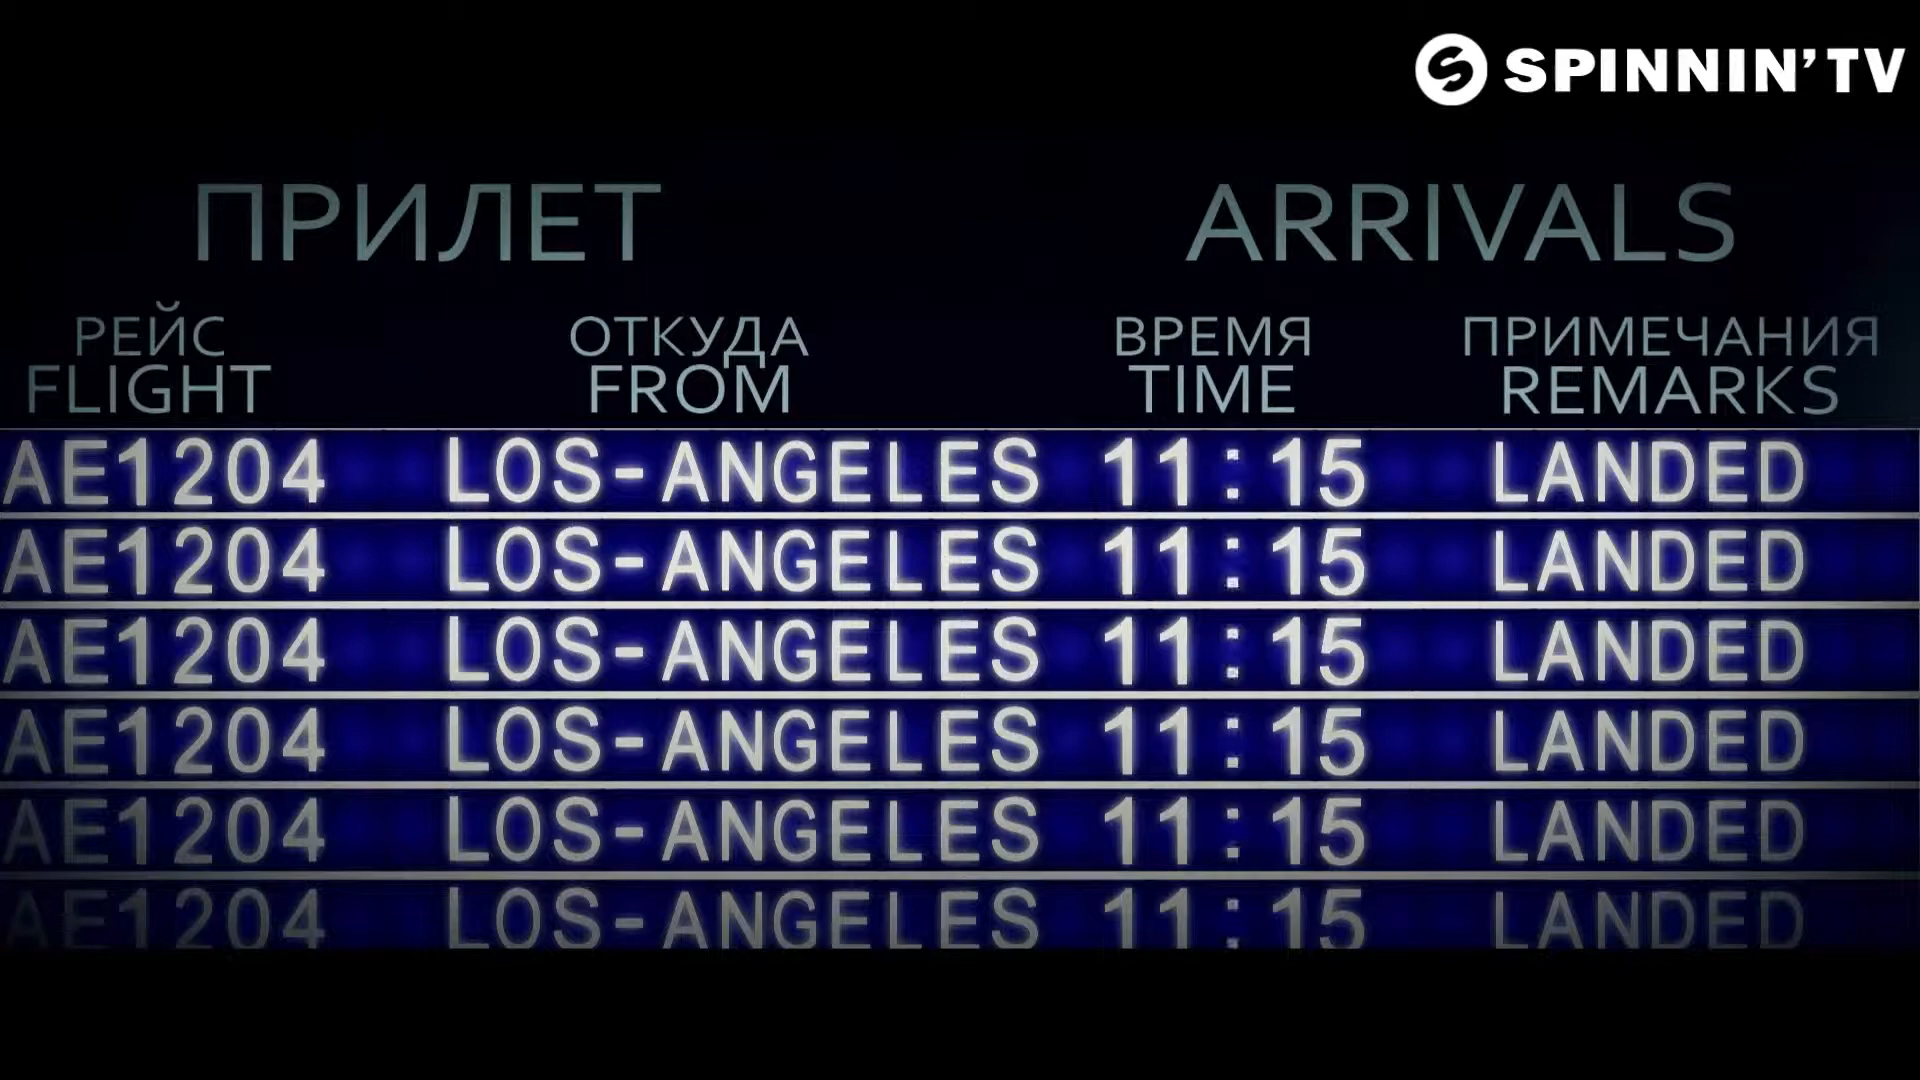 SPINNIN' TV
ПРИЛЕТ ARRIVALS
РЕЙС ОТКУДА ВРЕМЯ ПРИМЕЧАНИЯ
FLIGHT FROM TIME REMARKS
AE1204 LOS-ANGELES 11:15 LANDED
AE1204 LOS-ANGELES 11:15 LANDED
AE1204 LOS-ANGELES 11:15 LANDED
AE1204 LOS-ANGELES 11:15 LANDED
AE1204 LOS-ANGELES 11:15 LANDED
AE1204 LOS-ANGELES 11:15 LANDED